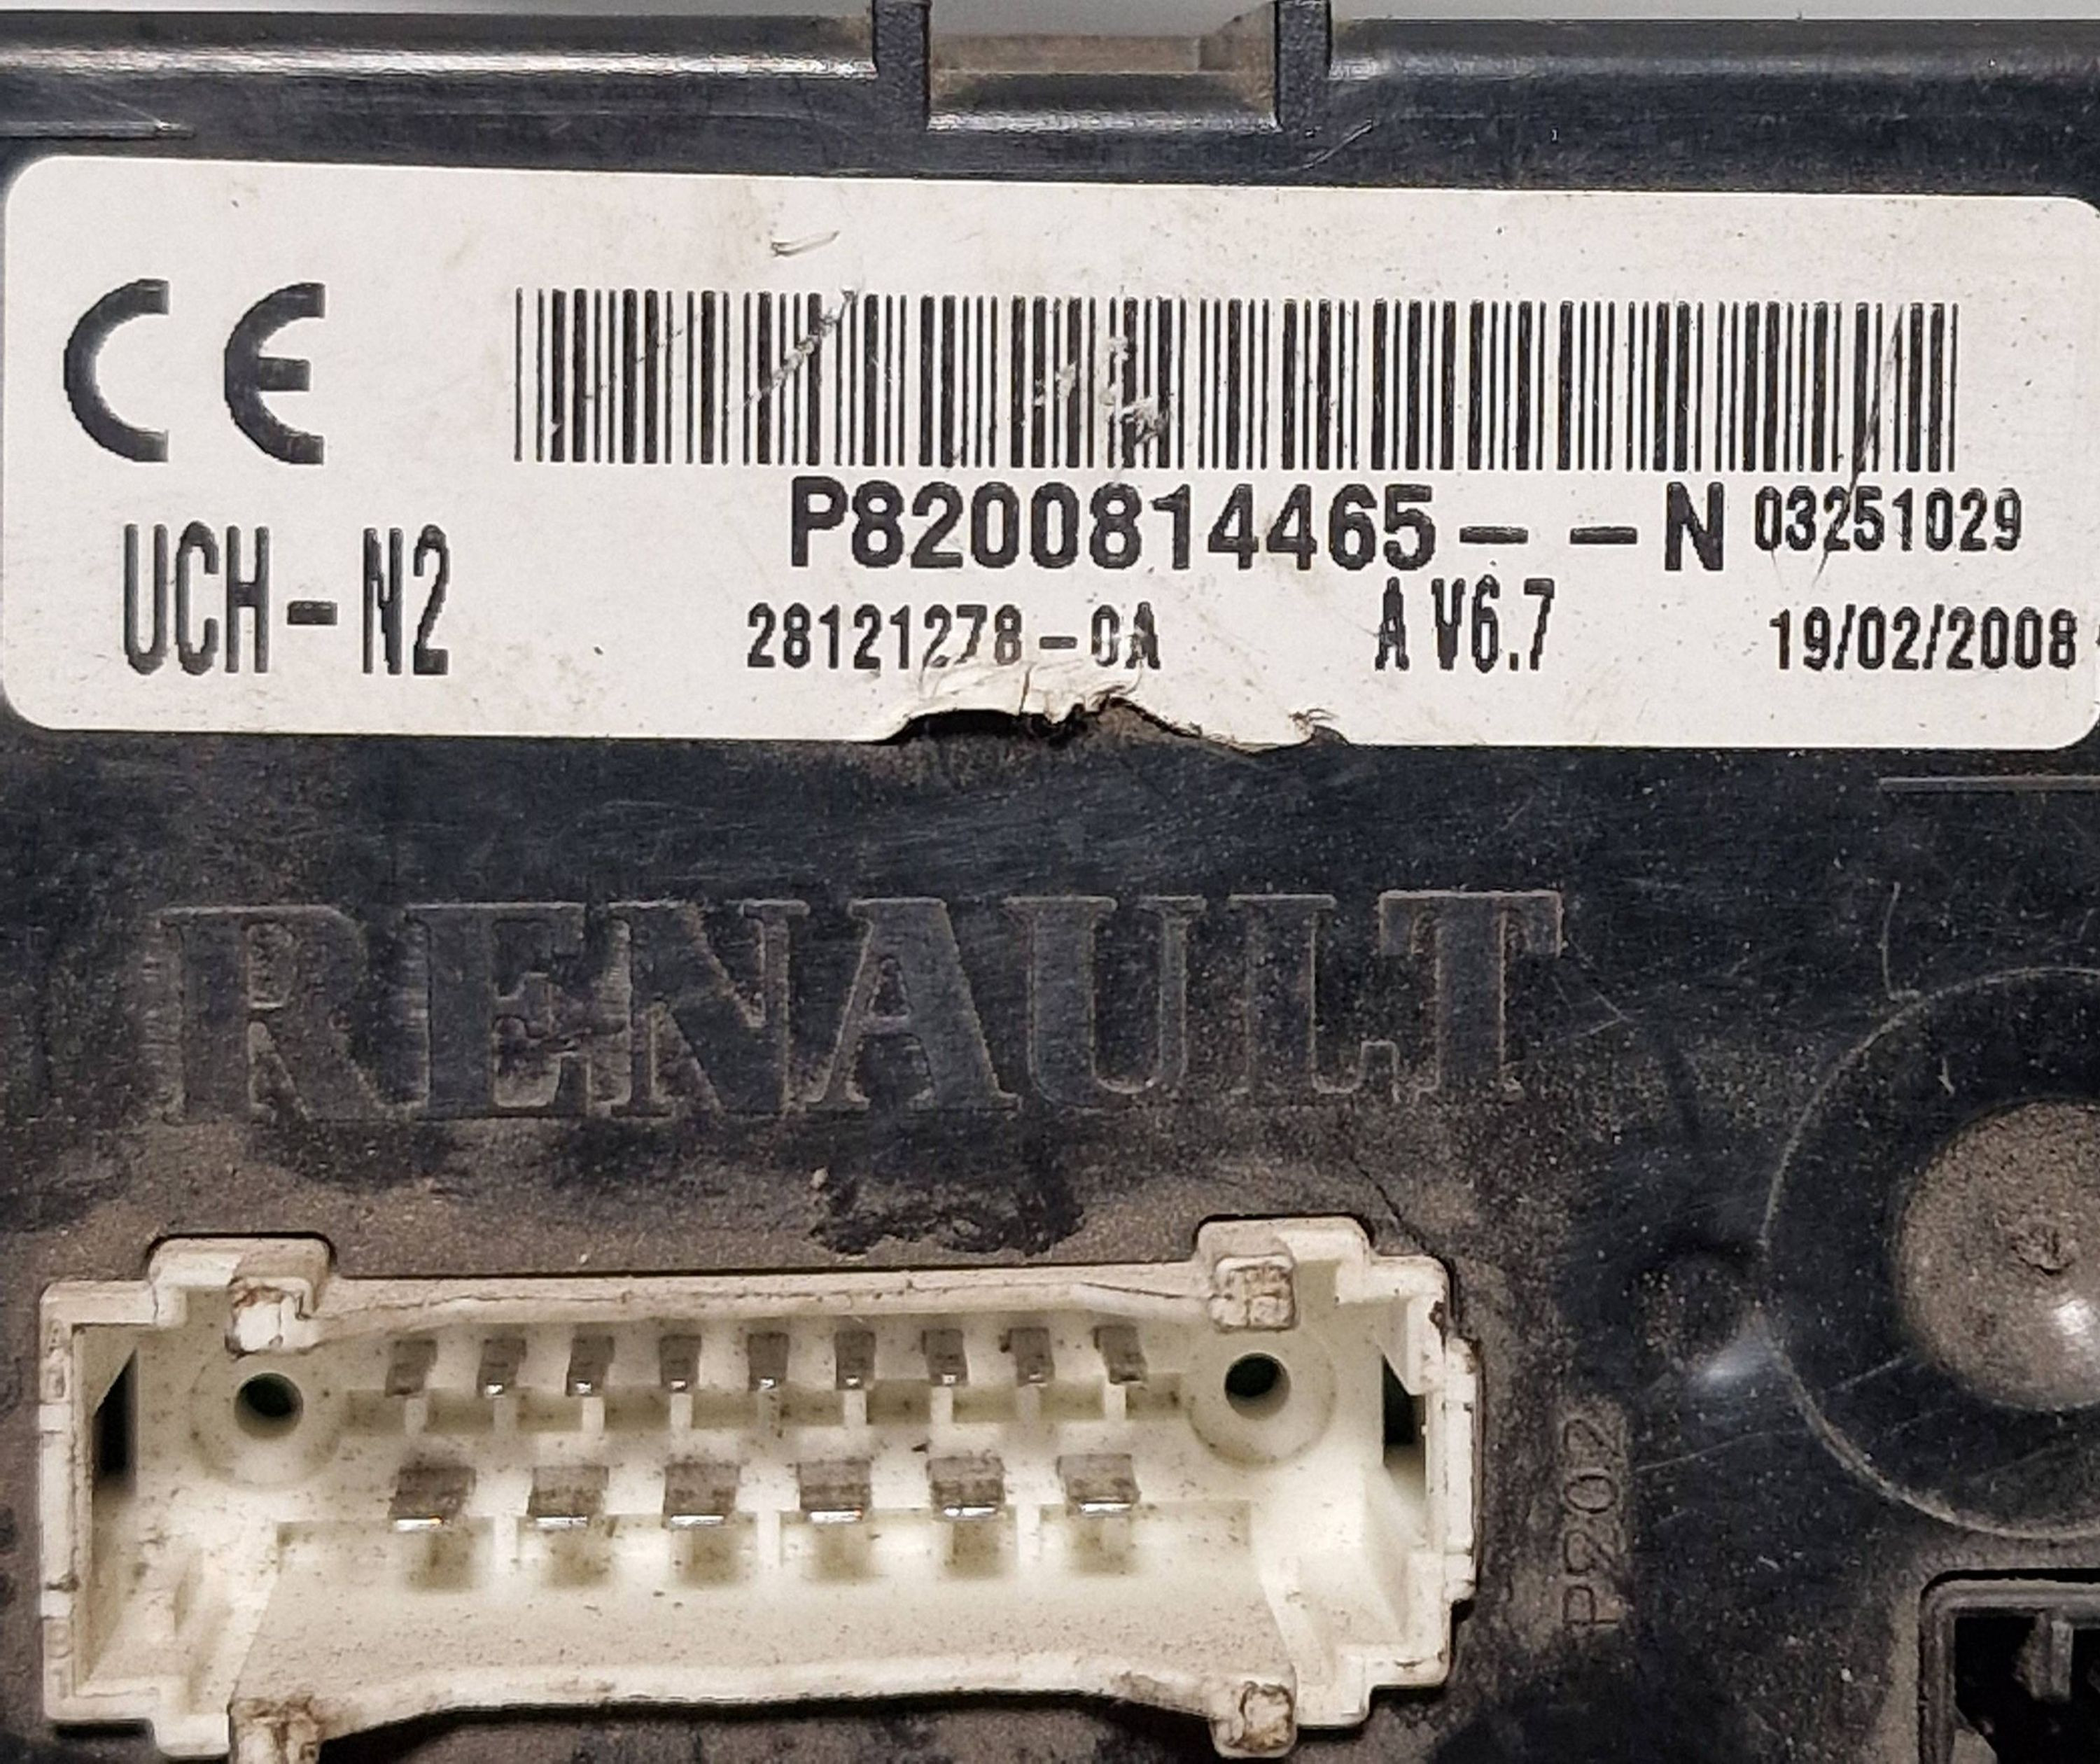 CE
P8200814465- -N 03251029
UCH-N2 28121278-0A A V6.7 19/02/2008
RENAULT
P202